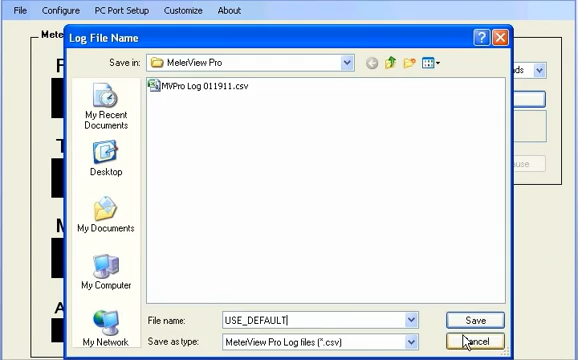 File Configure PC Port Setup Customize About
Log File Name
Save in: MeterView Pro
MVPro Log 011911.csv
My Recent
Documents
Desktop
My Documents
My Computer
My Network
File name: USE_DEFAULT Save
Save as type: MeterView Pro Log files (*.csv) Cancel